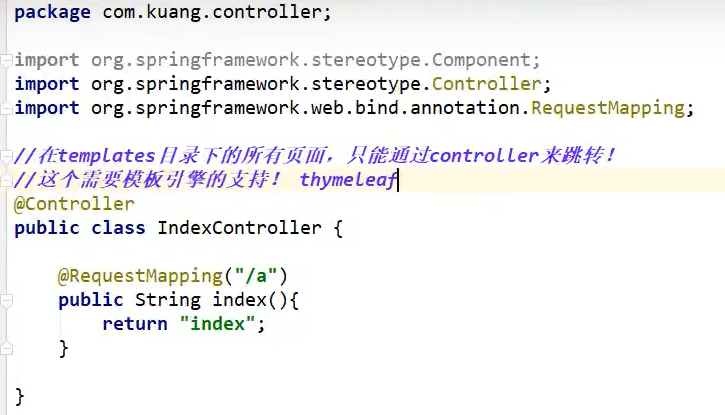 package com.kuang.controller;
import org.springframework.stereotype.Component;
import org.springframework.stereotype.Controller;
import org.springframework.web.bind.annotation.RequestMapping;
//在templates目录下的所有页面，只能通过controller来跳转！
//这个需要模板引擎的支持！ thymeleaf
@Controller
public class IndexController {
@RequestMapping("/a")
public String index(){
return "index";
}
}